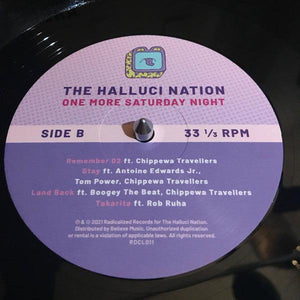 THE HALLUCI NATION
ONE MORE SATURDAY NIGHT
SIDE B 33 ⅓ RPM
Remember 02 ft. Chippewa Travellers
Stay ft. Antoine Edwards Jr.,
Tom Power, Chippewa Travellers
Land Back ft. Boogey The Beat, Chippewa Travellers
Takarita ft. Rob Ruha
℗ © 2021 Radicalized Records for The Halluci Nation.
Distributed by Believe Music. Unauthorized duplication
or rental is a violation of applicable laws. All rights reserved.
RDCL011